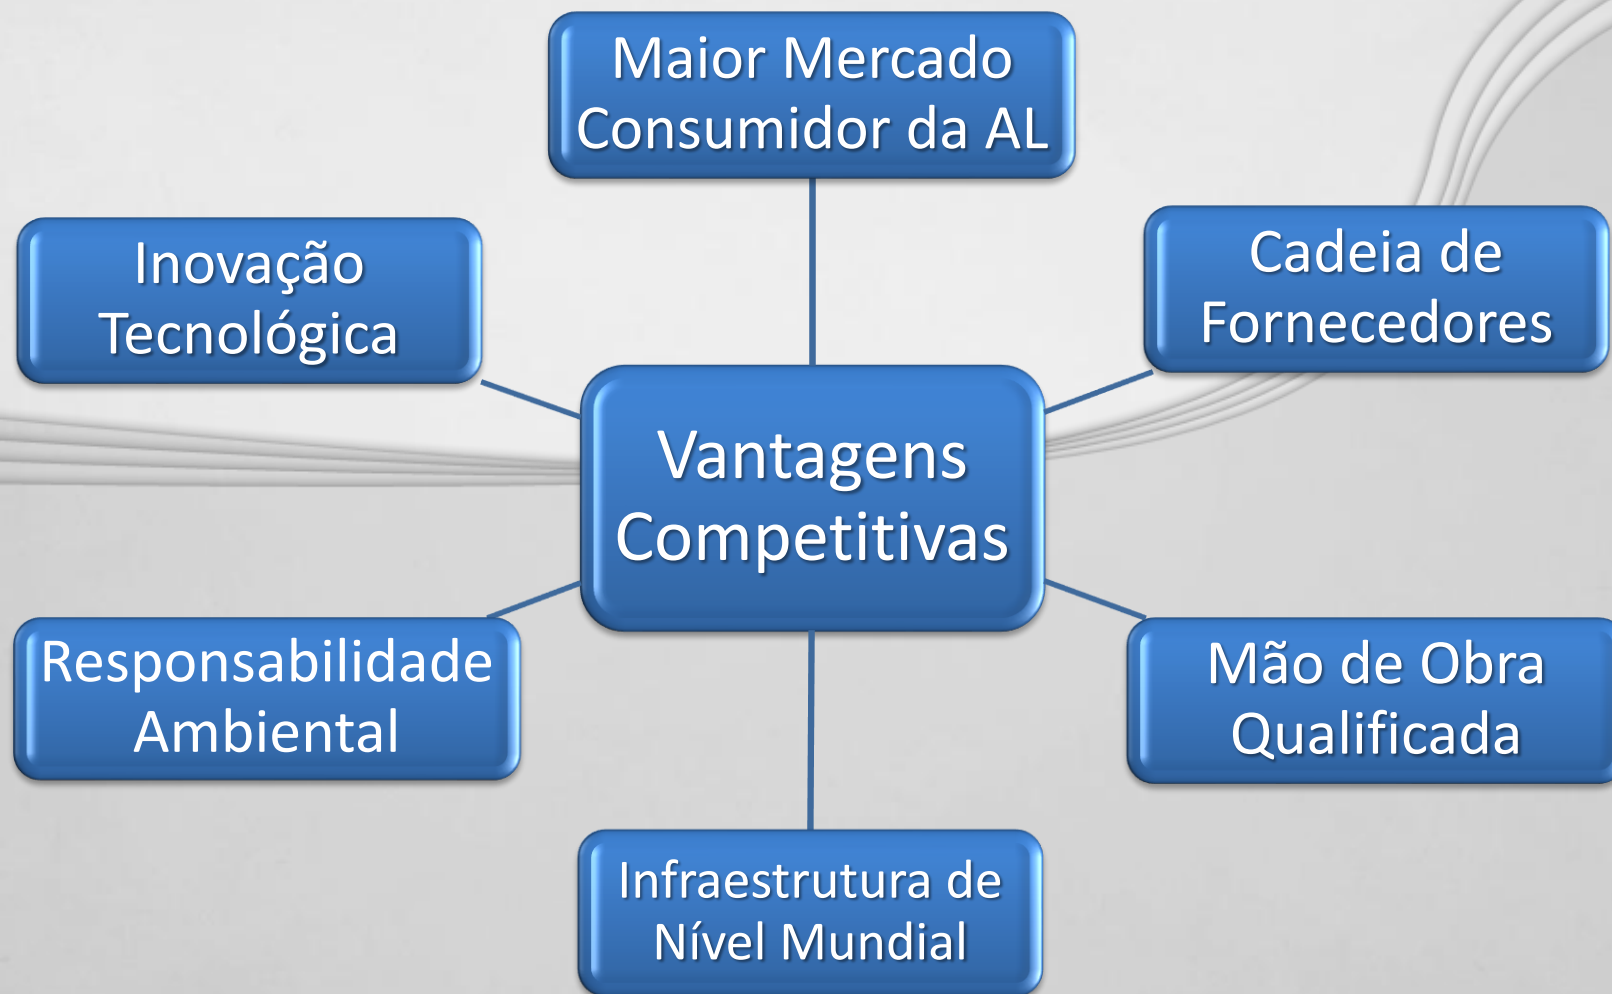 Maior Mercado
Consumidor da AL
Inovação
Tecnológica
Cadeia de
Fornecedores
Vantagens
Competitivas
Responsabilidade
Ambiental
Mão de Obra
Qualificada
Infraestrutura de
Nível Mundial